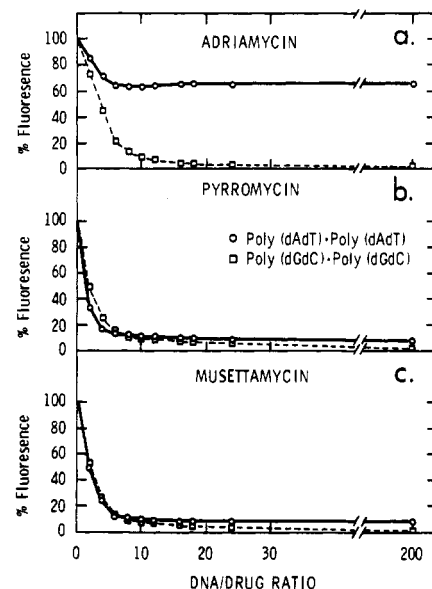 ADRIAMYCIN
a.
% Fluoresence
100
80
60
40
20
0
PYRROMYCIN
b.
Poly (dAdT)·Poly (dAdT)
Poly (dGdC)·Poly (dGdC)
% Fluoresence
100
80
60
40
20
0
MUSETTAMYCIN
c.
% Fluoresence
100
80
60
40
20
0
0 10 20 30 200
DNA/DRUG RATIO